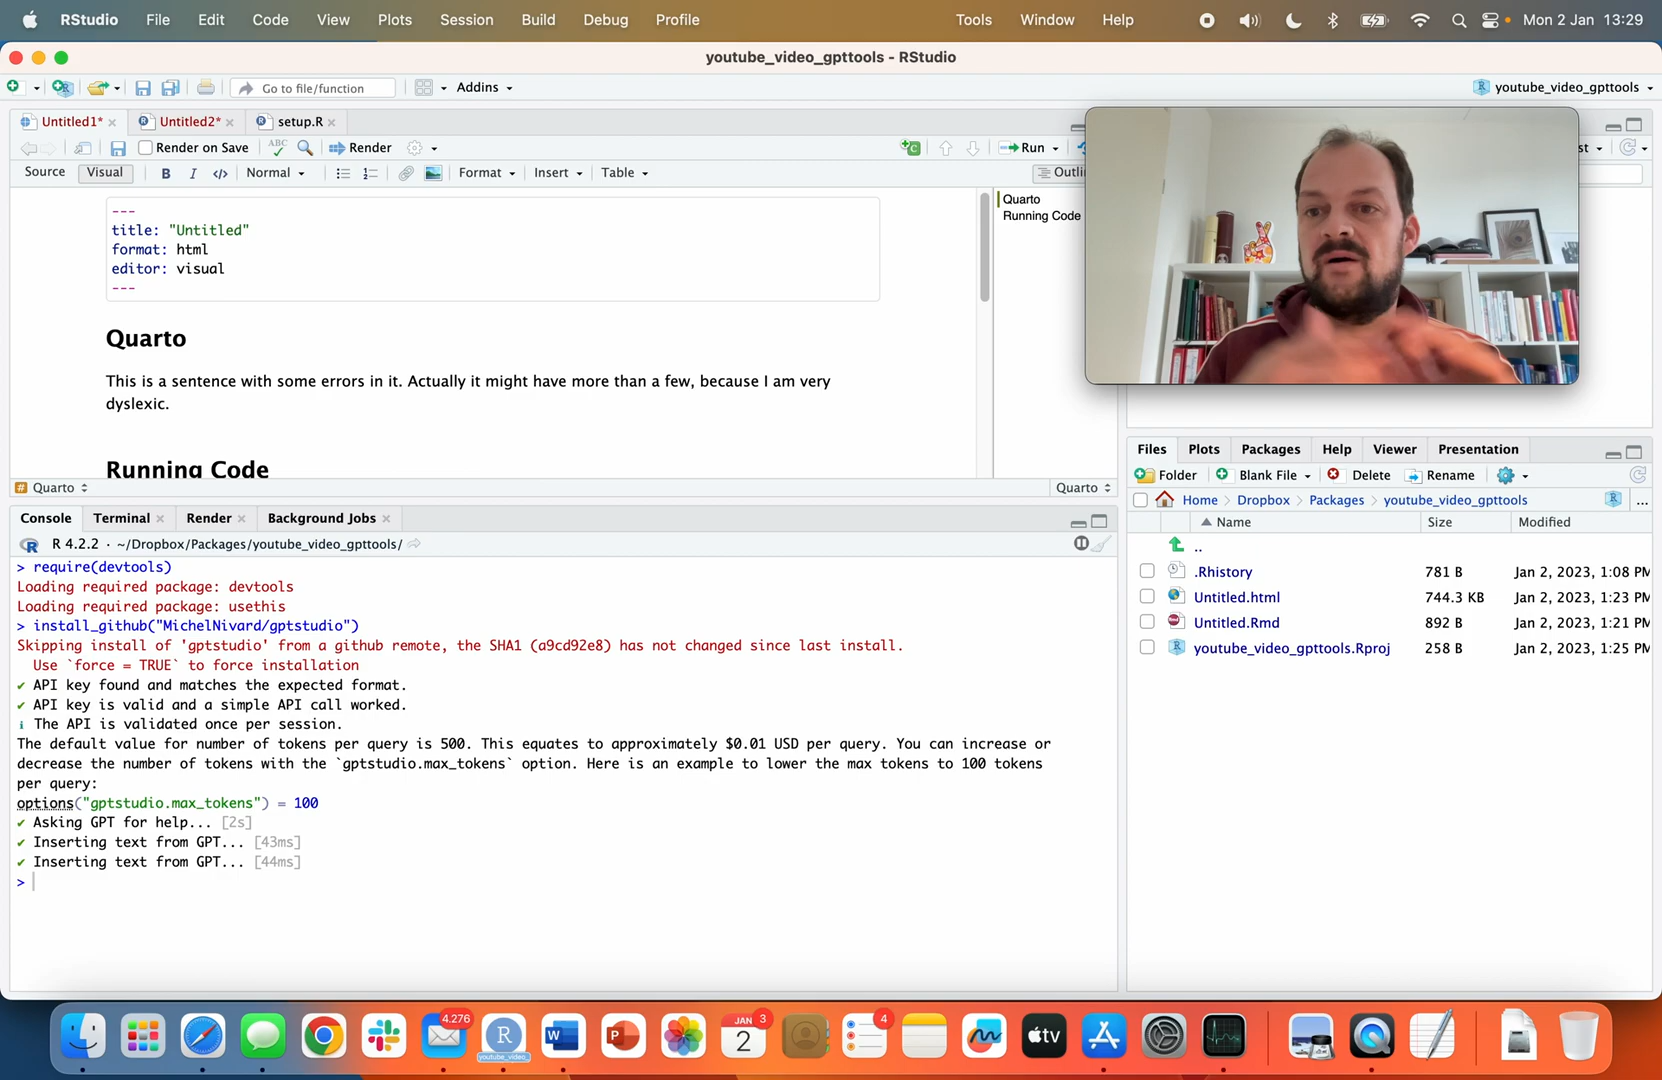 RStudio File Edit Code View Plots Session Build Debug Profile Tools Window Help Mon 2 Jan 13:29
youtube_video_gpttools - RStudio
Go to file/function Addins youtube_video_gpttools
Untitled1* Untitled2* setup.R
Render on Save ABC Render Run st
Source Visual B I </> Normal Format Insert Table Outli
---
title: "Untitled"
format: html
editor: visual
---
Quarto
This is a sentence with some errors in it. Actually it might have more than a few, because I am very
dyslexic.
Running Code
Quarto
Running Code
# Quarto Quarto
Console Terminal Render Background Jobs
R 4.2.2 · ~/Dropbox/Packages/youtube_video_gpttools/
> require(devtools)
Loading required package: devtools
Loading required package: usethis
> install_github("MichelNivard/gptstudio")
Skipping install of 'gptstudio' from a github remote, the SHA1 (a9cd92e8) has not changed since last install.
Use `force = TRUE` to force installation
✔ API key found and matches the expected format.
✔ API key is valid and a simple API call worked.
ℹ The API is validated once per session.
The default value for number of tokens per query is 500. This equates to approximately $0.01 USD per query. You can increase or
decrease the number of tokens with the `gptstudio.max_tokens` option. Here is an example to lower the max tokens to 100 tokens
per query:
options("gptstudio.max_tokens") = 100
✔ Asking GPT for help... [2s]
✔ Inserting text from GPT... [43ms]
✔ Inserting text from GPT... [44ms]
>
Files Plots Packages Help Viewer Presentation
Folder Blank File Delete Rename
Home Dropbox Packages youtube_video_gpttools ...
Name Size Modified
..
.Rhistory 781 B Jan 2, 2023, 1:08 PM
Untitled.html 744.3 KB Jan 2, 2023, 1:23 PM
Untitled.Rmd 892 B Jan 2, 2023, 1:21 PM
youtube_video_gpttools.Rproj 258 B Jan 2, 2023, 1:25 PM
4.276 R youtube_video_ W P JAN 3 2 4 tv